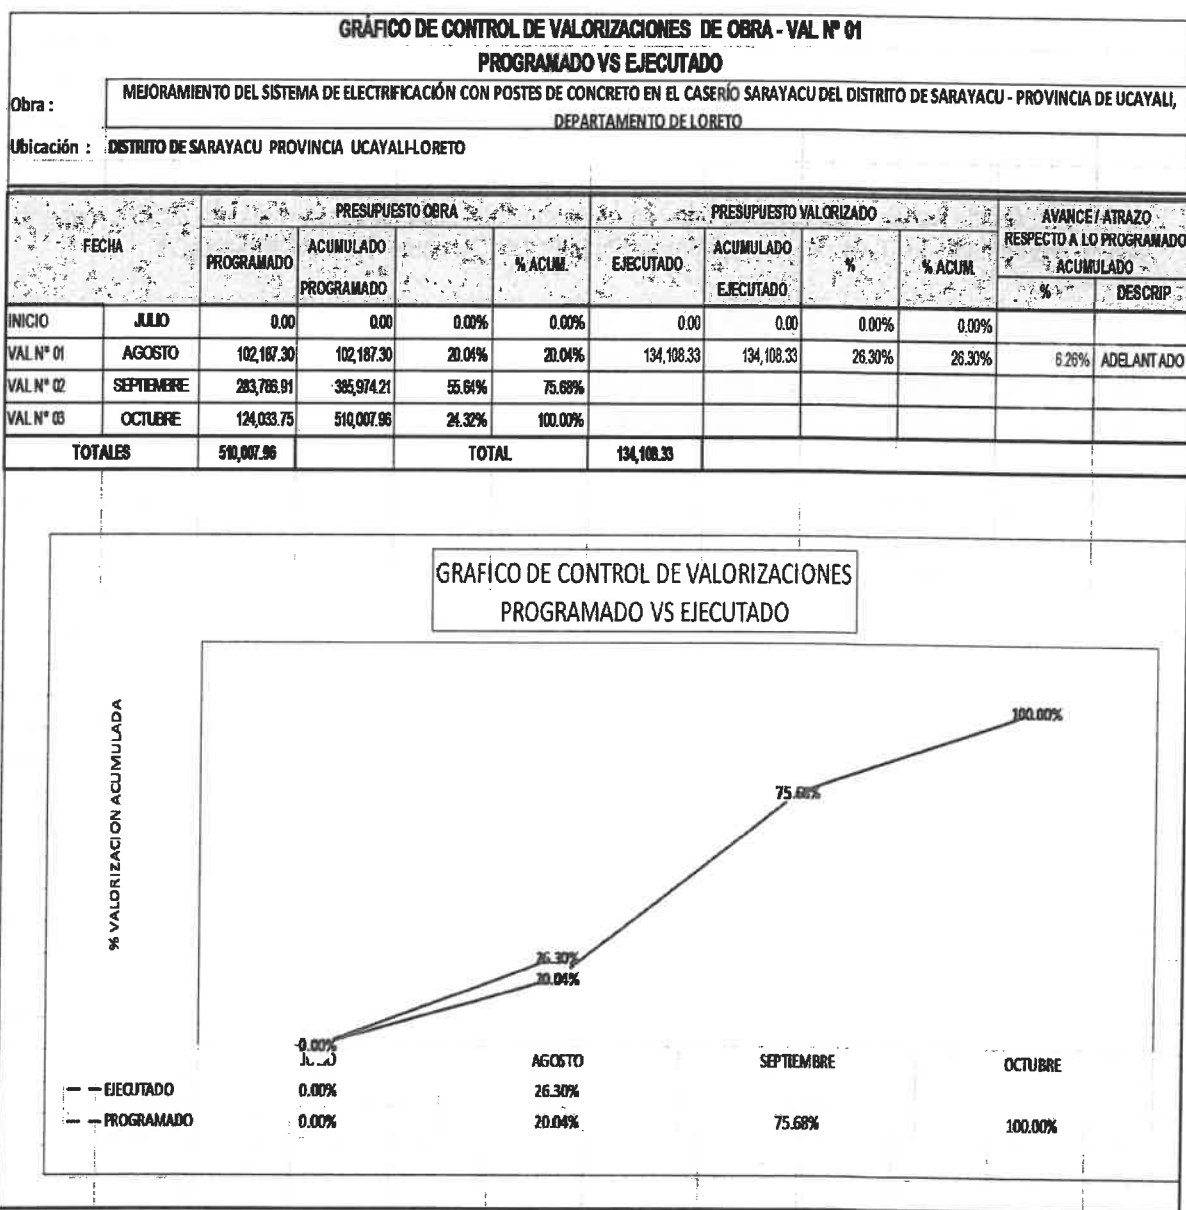 GRÁFICO DE CONTROL DE VALORIZACIONES DE OBRA - VAL Nº 01
PROGRAMADO VS EJECUTADO
Obra :
MEJORAMIENTO DEL SISTEMA DE ELECTRIFICACIÓN CON POSTES DE CONCRETO EN EL CASERÍO SARAYACU DEL DISTRITO DE SARAYACU - PROVINCIA DE UCAYALI,
DEPARTAMENTO DE LORETO
Ubicación : DISTRITO DE SARAYACU PROVINCIA UCAYALI-LORETO
FECHA
PRESUPUESTO OBRA
PRESUPUESTO VALORIZADO
AVANCE / ATRAZO
RESPECTO A LO PROGRAMADO
ACUMULADO
PROGRAMADO
ACUMULADO
PROGRAMADO
% ACUM.
EJECUTADO
ACUMULADO
EJECUTADO
%
% ACUM.
% DESCRIP
INICIO JULIO 0.00 0.00 0.00% 0.00% 0.00 0.00 0.00% 0.00%
VAL Nº 01 AGOSTO 102,187.30 102,187.30 20.04% 20.04% 134,108.33 134,108.33 26.30% 26.30% 6.26% ADELANTADO
VAL Nº 02 SEPTIEMBRE 283,786.91 385,974.21 55.64% 75.68%
VAL Nº 03 OCTUBRE 124,033.75 510,007.96 24.32% 100.00%
TOTALES 510,007.96 TOTAL 134,108.33
GRAFICO DE CONTROL DE VALORIZACIONES
PROGRAMADO VS EJECUTADO
% VALORIZACION ACUMULADA
100.00%
75.68%
26.30%
20.04%
0.00%
JULIO AGOSTO SEPTIEMBRE OCTUBRE
EJECUTADO 0.00% 26.30%
PROGRAMADO 0.00% 20.04% 75.68% 100.00%